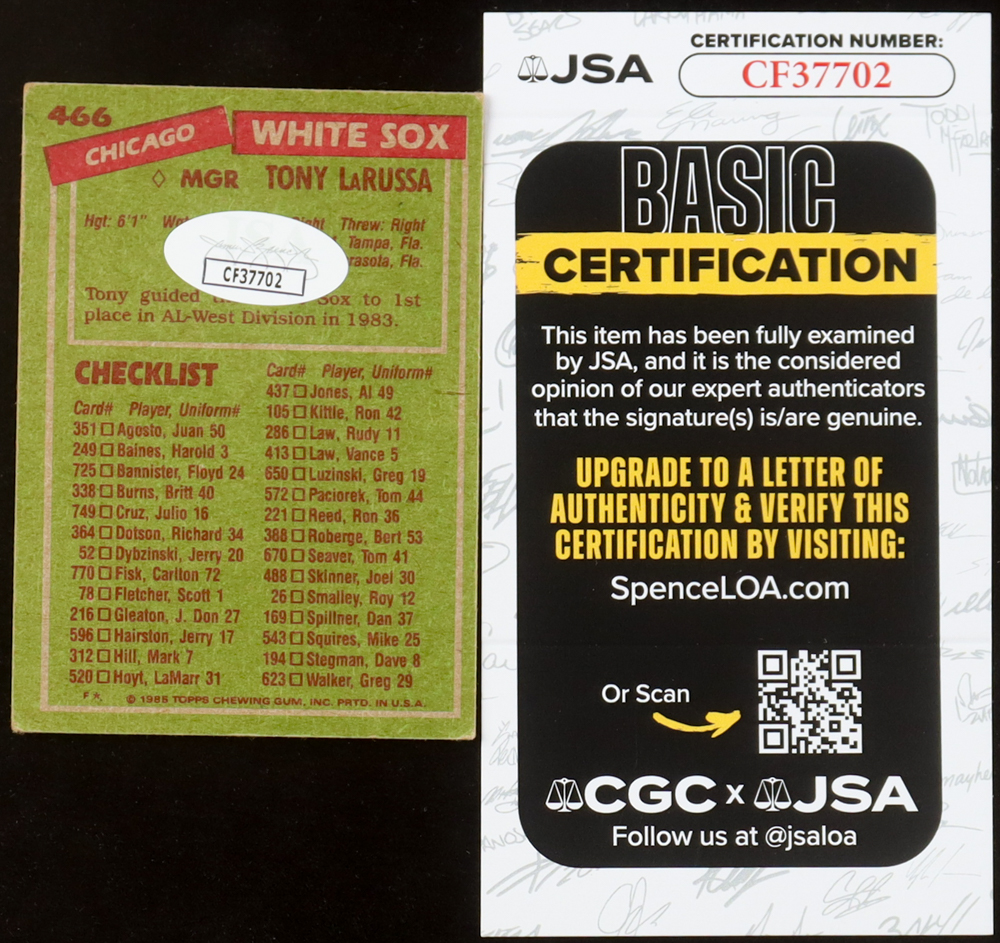 466
CHICAGO WHITE SOX
◇ MGR TONY LaRUSSA
Hgt: 6'1" Threw: Right
Tampa, Fla.
Fla.
CF37702
Tony guided Sox to 1st
place in AL-West Division in 1983.
CHECKLIST
Card# Player, Uniform#
351 □ Agosto, Juan 50
249 □ Baines, Harold 3
725 □ Bannister, Floyd 24
338 □ Burns, Britt 40
749 □ Cruz, Julio 16
364 □ Dotson, Richard 34
52 □ Dybzinski, Jerry 20
770 □ Fisk, Carlton 72
78 □ Fletcher, Scott 1
216 □ Gleaton, J. Don 27
596 □ Hairston, Jerry 17
312 □ Hill, Mark 7
520 □ Hoyt, LaMarr 31
Card# Player, Uniform#
437 □ Jones, Al 49
105 □ Kittle, Ron 42
286 □ Law, Rudy 11
413 □ Law, Vance 5
650 □ Luzinski, Greg 19
572 □ Paciorek, Tom 44
221 □ Reed, Ron 36
388 □ Roberge, Bert 53
670 □ Seaver, Tom 41
488 □ Skinner, Joel 30
26 □ Smalley, Roy 12
169 □ Spillner, Dan 37
543 □ Squires, Mike 25
194 □ Stegman, Dave 8
623 □ Walker, Greg 29
F* © 1985 TOPPS CHEWING GUM, INC. PRTD. IN U.S.A.
JSA
CERTIFICATION NUMBER:
CF37702
BASIC
CERTIFICATION
This item has been fully examined
by JSA, and it is the considered
opinion of our expert authenticators
that the signature(s) is/are genuine.
UPGRADE TO A LETTER OF
AUTHENTICITY & VERIFY THIS
CERTIFICATION BY VISITING:
SpenceLOA.com
Or Scan
CGC x JSA
Follow us at @jsaloa